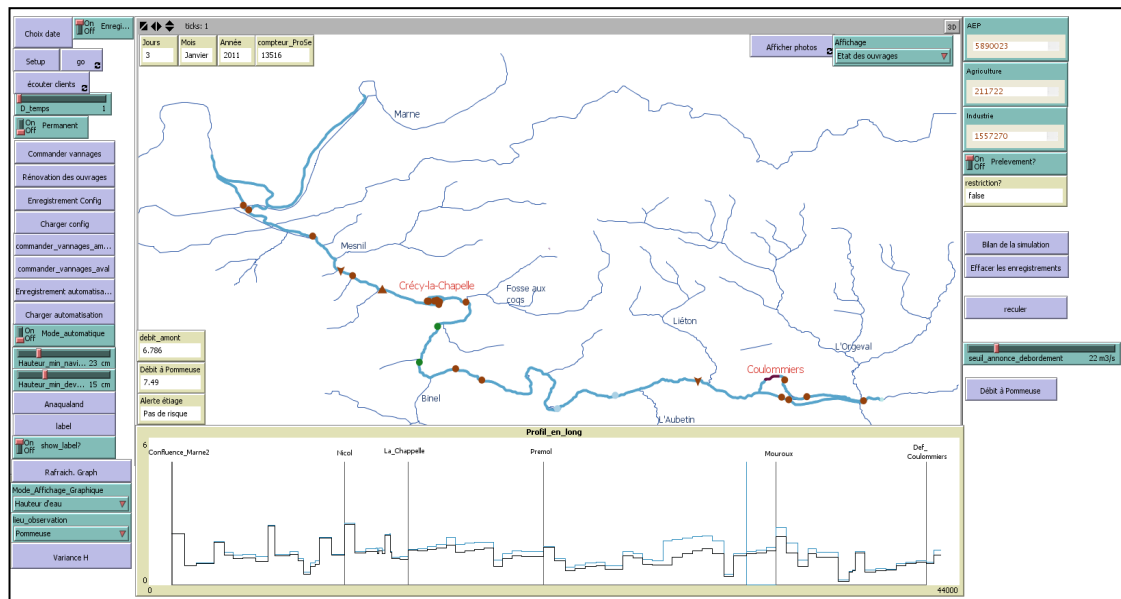 Choix date
On
Off
Enregi...
Setup
go
écouter clients
D_temps
1
On
Off
Permanent
Commander vannages
Rénovation des ouvrages
Enregistrement Config
Charger config
commander_vannages_am...
commander_vannages_aval
Enregistrement automatisa...
Charger automatisation
On
Off
Mode_automatique
Hauteur_min_navi... 23 cm
Hauteur_min_dev... 15 cm
Anaqualand
label
On
Off
show_label?
Rafraich. Graph
Mode_Affichage_Graphique
Hauteur d'eau
lieu_observation
Pommeuse
Variance H
ticks: 1
3D
Jours
3
Mois
Janvier
Année
2011
compteur_ProSe
13516
Afficher photos
Affichage
Etat des ouvrages
Marne
Mesnil
Crécy-la-Chapelle
Fosse aux
coqs
Liéton
L'Orgeval
Coulommiers
Binel
L'Aubetin
debit_amont
6.786
Débit à Pommeuse
7.49
Alerte étiage
Pas de risque
Profil_en_long
6
Confluence_Marne2
Nicol
La_Chappelle
Premol
Mouroux
Def_
Coulommiers
0
0
44000
AEP
5890023
Agriculture
211722
Industrie
1557270
On
Off
Prelevement?
restriction?
false
Bilan de la simulation
Effacer les enregistrements
reculer
seuil_annonce_debordement
22 m3/s
Débit à Pommeuse